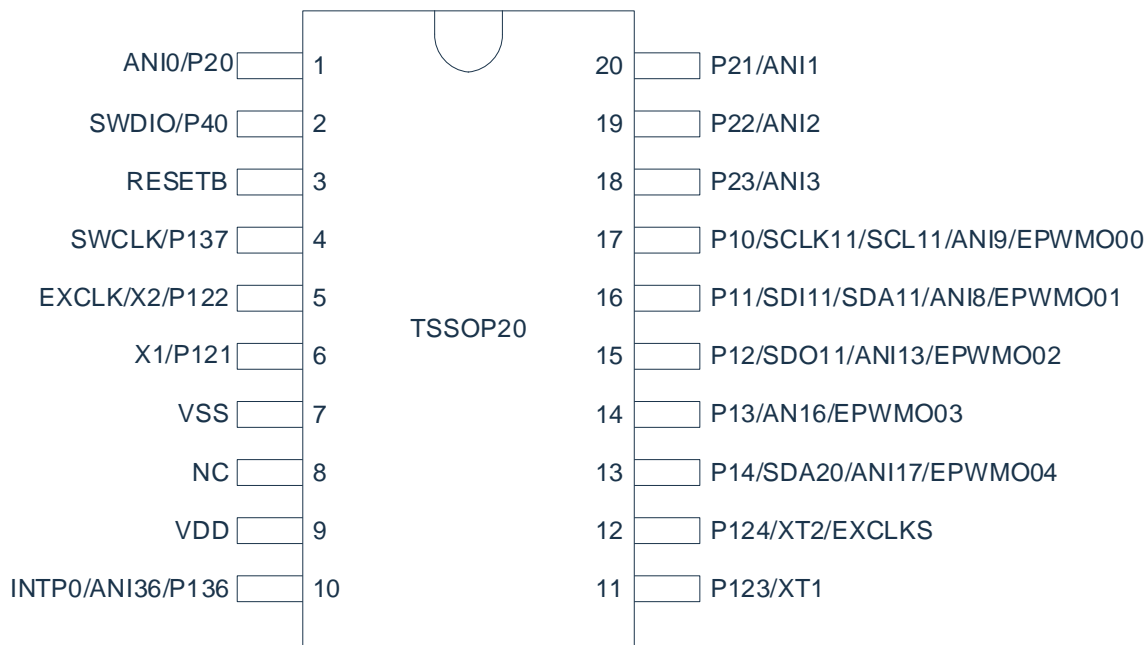 ANI0/P20 1 20 P21/ANI1
SWDIO/P40 2 19 P22/ANI2
RESETB 3 18 P23/ANI3
SWCLK/P137 4 17 P10/SCLK11/SCL11/ANI9/EPWMO00
EXCLK/X2/P122 5 16 P11/SDI11/SDA11/ANI8/EPWMO01
TSSOP20
X1/P121 6 15 P12/SDO11/ANI13/EPWMO02
VSS 7 14 P13/AN16/EPWMO03
NC 8 13 P14/SDA20/ANI17/EPWMO04
VDD 9 12 P124/XT2/EXCLKS
INTP0/ANI36/P136 10 11 P123/XT1